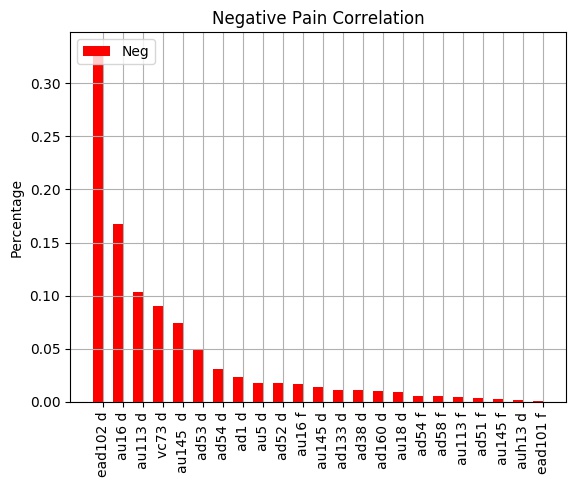 Negative Pain Correlation
Neg
Percentage
0.30
0.25
0.20
0.15
0.10
0.05
0.00
ead102 d
au16 d
au113 d
vc73 d
au145  d
ad53 d
ad54 d
ad1 d
au5 d
ad52 d
au16 f
au145 d
ad133 d
ad38 d
ad160 d
au18 d
ad54 f
ad58 f
au113 f
ad51 f
au145 f
auh13 d
ead101 f